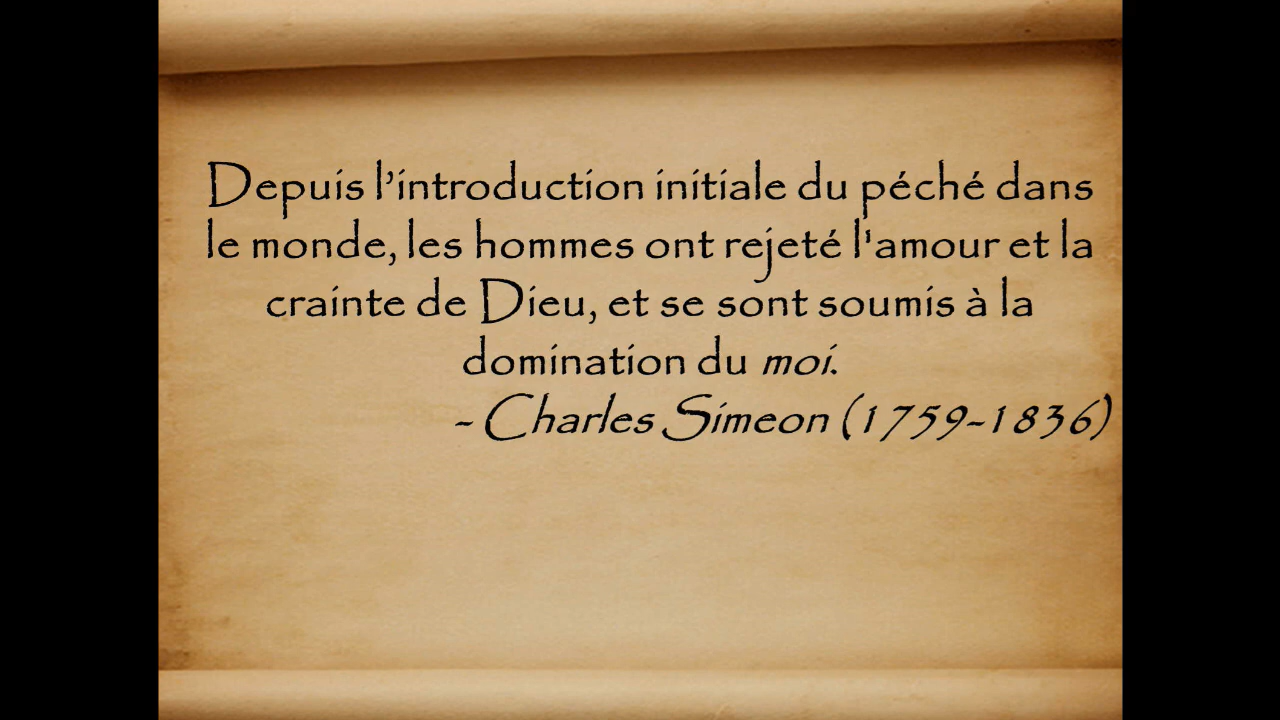 Depuis l’introduction initiale du péché dans
le monde, les hommes ont rejeté l'amour et la
crainte de Dieu, et se sont soumis à la
domination du moi.
- Charles Simeon (1759-1836)